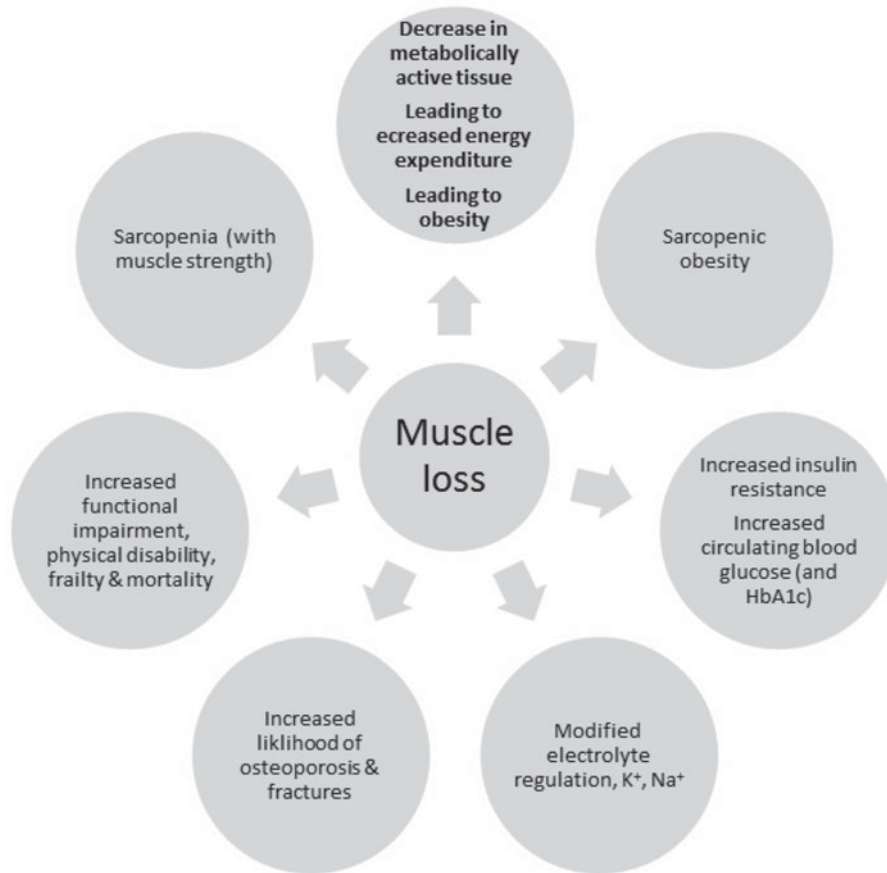 Decrease in
metabolically
active tissue
Leading to
ecreased energy
expenditure
Leading to
obesity
Sarcopenic
obesity
Increased insulin
resistance
Increased
circulating blood
glucose (and
HbA1c)
Modified
electrolyte
regulation, K⁺, Na⁺
Increased
liklihood of
osteoporosis &
fractures
Increased
functional
impairment,
physical disability,
frailty & mortality
Sarcopenia (with
muscle strength)
Muscle
loss